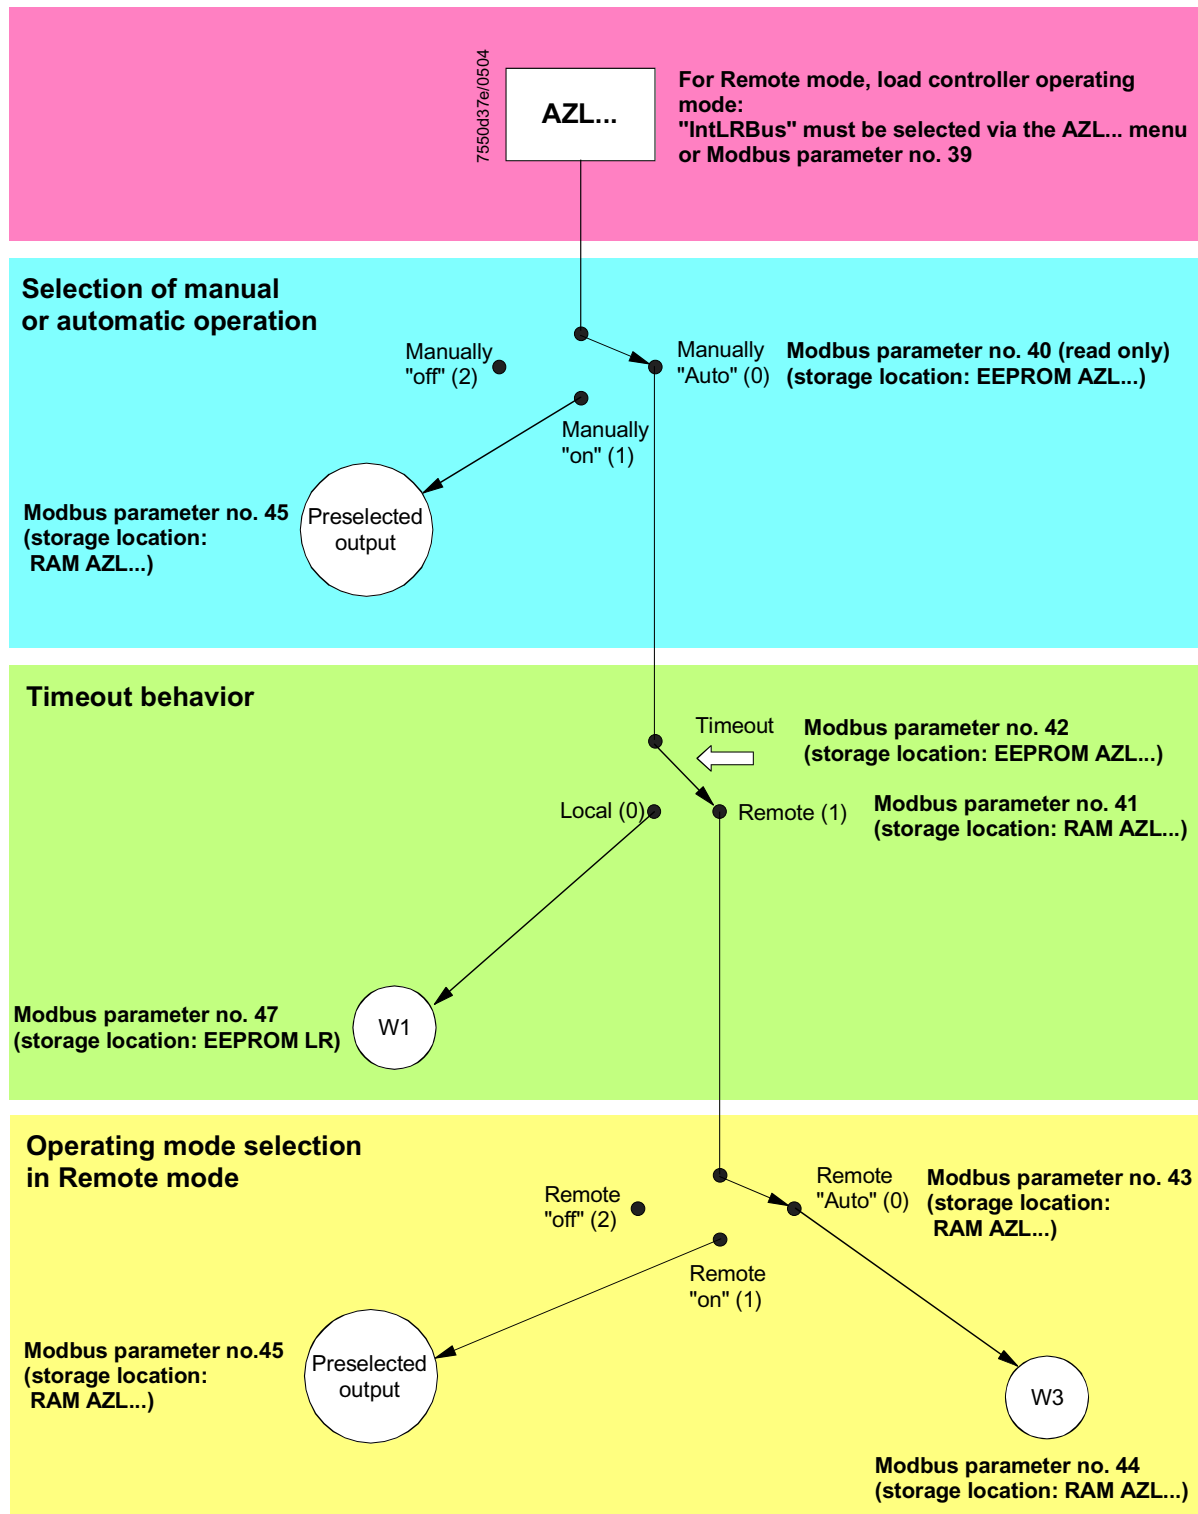 7550d37e/0504
AZL...
For Remote mode, load controller operating
mode:
"IntLRBus" must be selected via the AZL... menu
or Modbus parameter no. 39
Selection of manual
or automatic operation
Manually
"off" (2)
Manually
"Auto" (0)
Modbus parameter no. 40 (read only)
(storage location: EEPROM AZL...)
Manually
"on" (1)
Modbus parameter no. 45
(storage location:
RAM AZL...)
Preselected
output
Timeout behavior
Timeout
Modbus parameter no. 42
(storage location: EEPROM AZL...)
Local (0)
Remote (1)
Modbus parameter no. 41
(storage location: RAM AZL...)
Modbus parameter no. 47
(storage location: EEPROM LR)
W1
Operating mode selection
in Remote mode
Remote
"off" (2)
Remote
"Auto" (0)
Modbus parameter no. 43
(storage location:
RAM AZL...)
Remote
"on" (1)
Modbus parameter no.45
(storage location:
RAM AZL...)
Preselected
output
W3
Modbus parameter no. 44
(storage location: RAM AZL...)